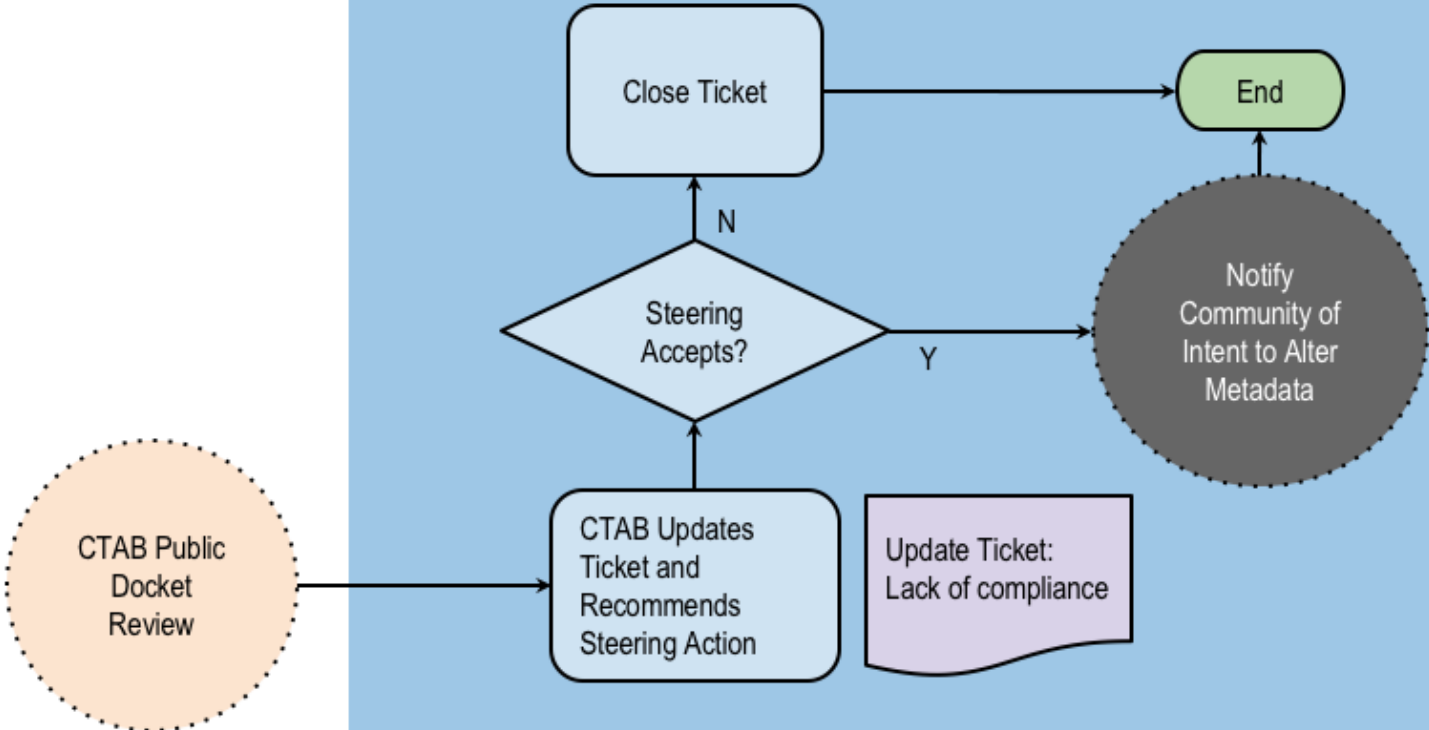 Close Ticket
End
N
Steering
Accepts?
Y
Notify
Community of
Intent to Alter
Metadata
CTAB Public
Docket
Review
CTAB Updates
Ticket and
Recommends
Steering Action
Update Ticket:
Lack of compliance